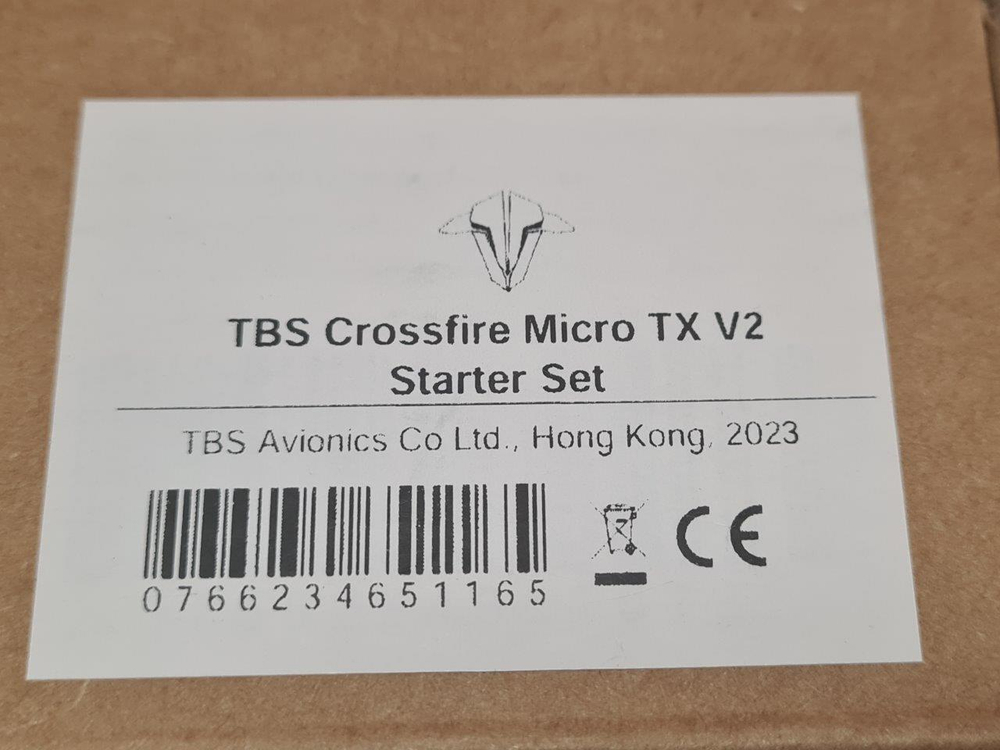 TBS Crossfire Micro TX V2
Starter Set
TBS Avionics Co Ltd., Hong Kong, 2023
0766234651165
CE